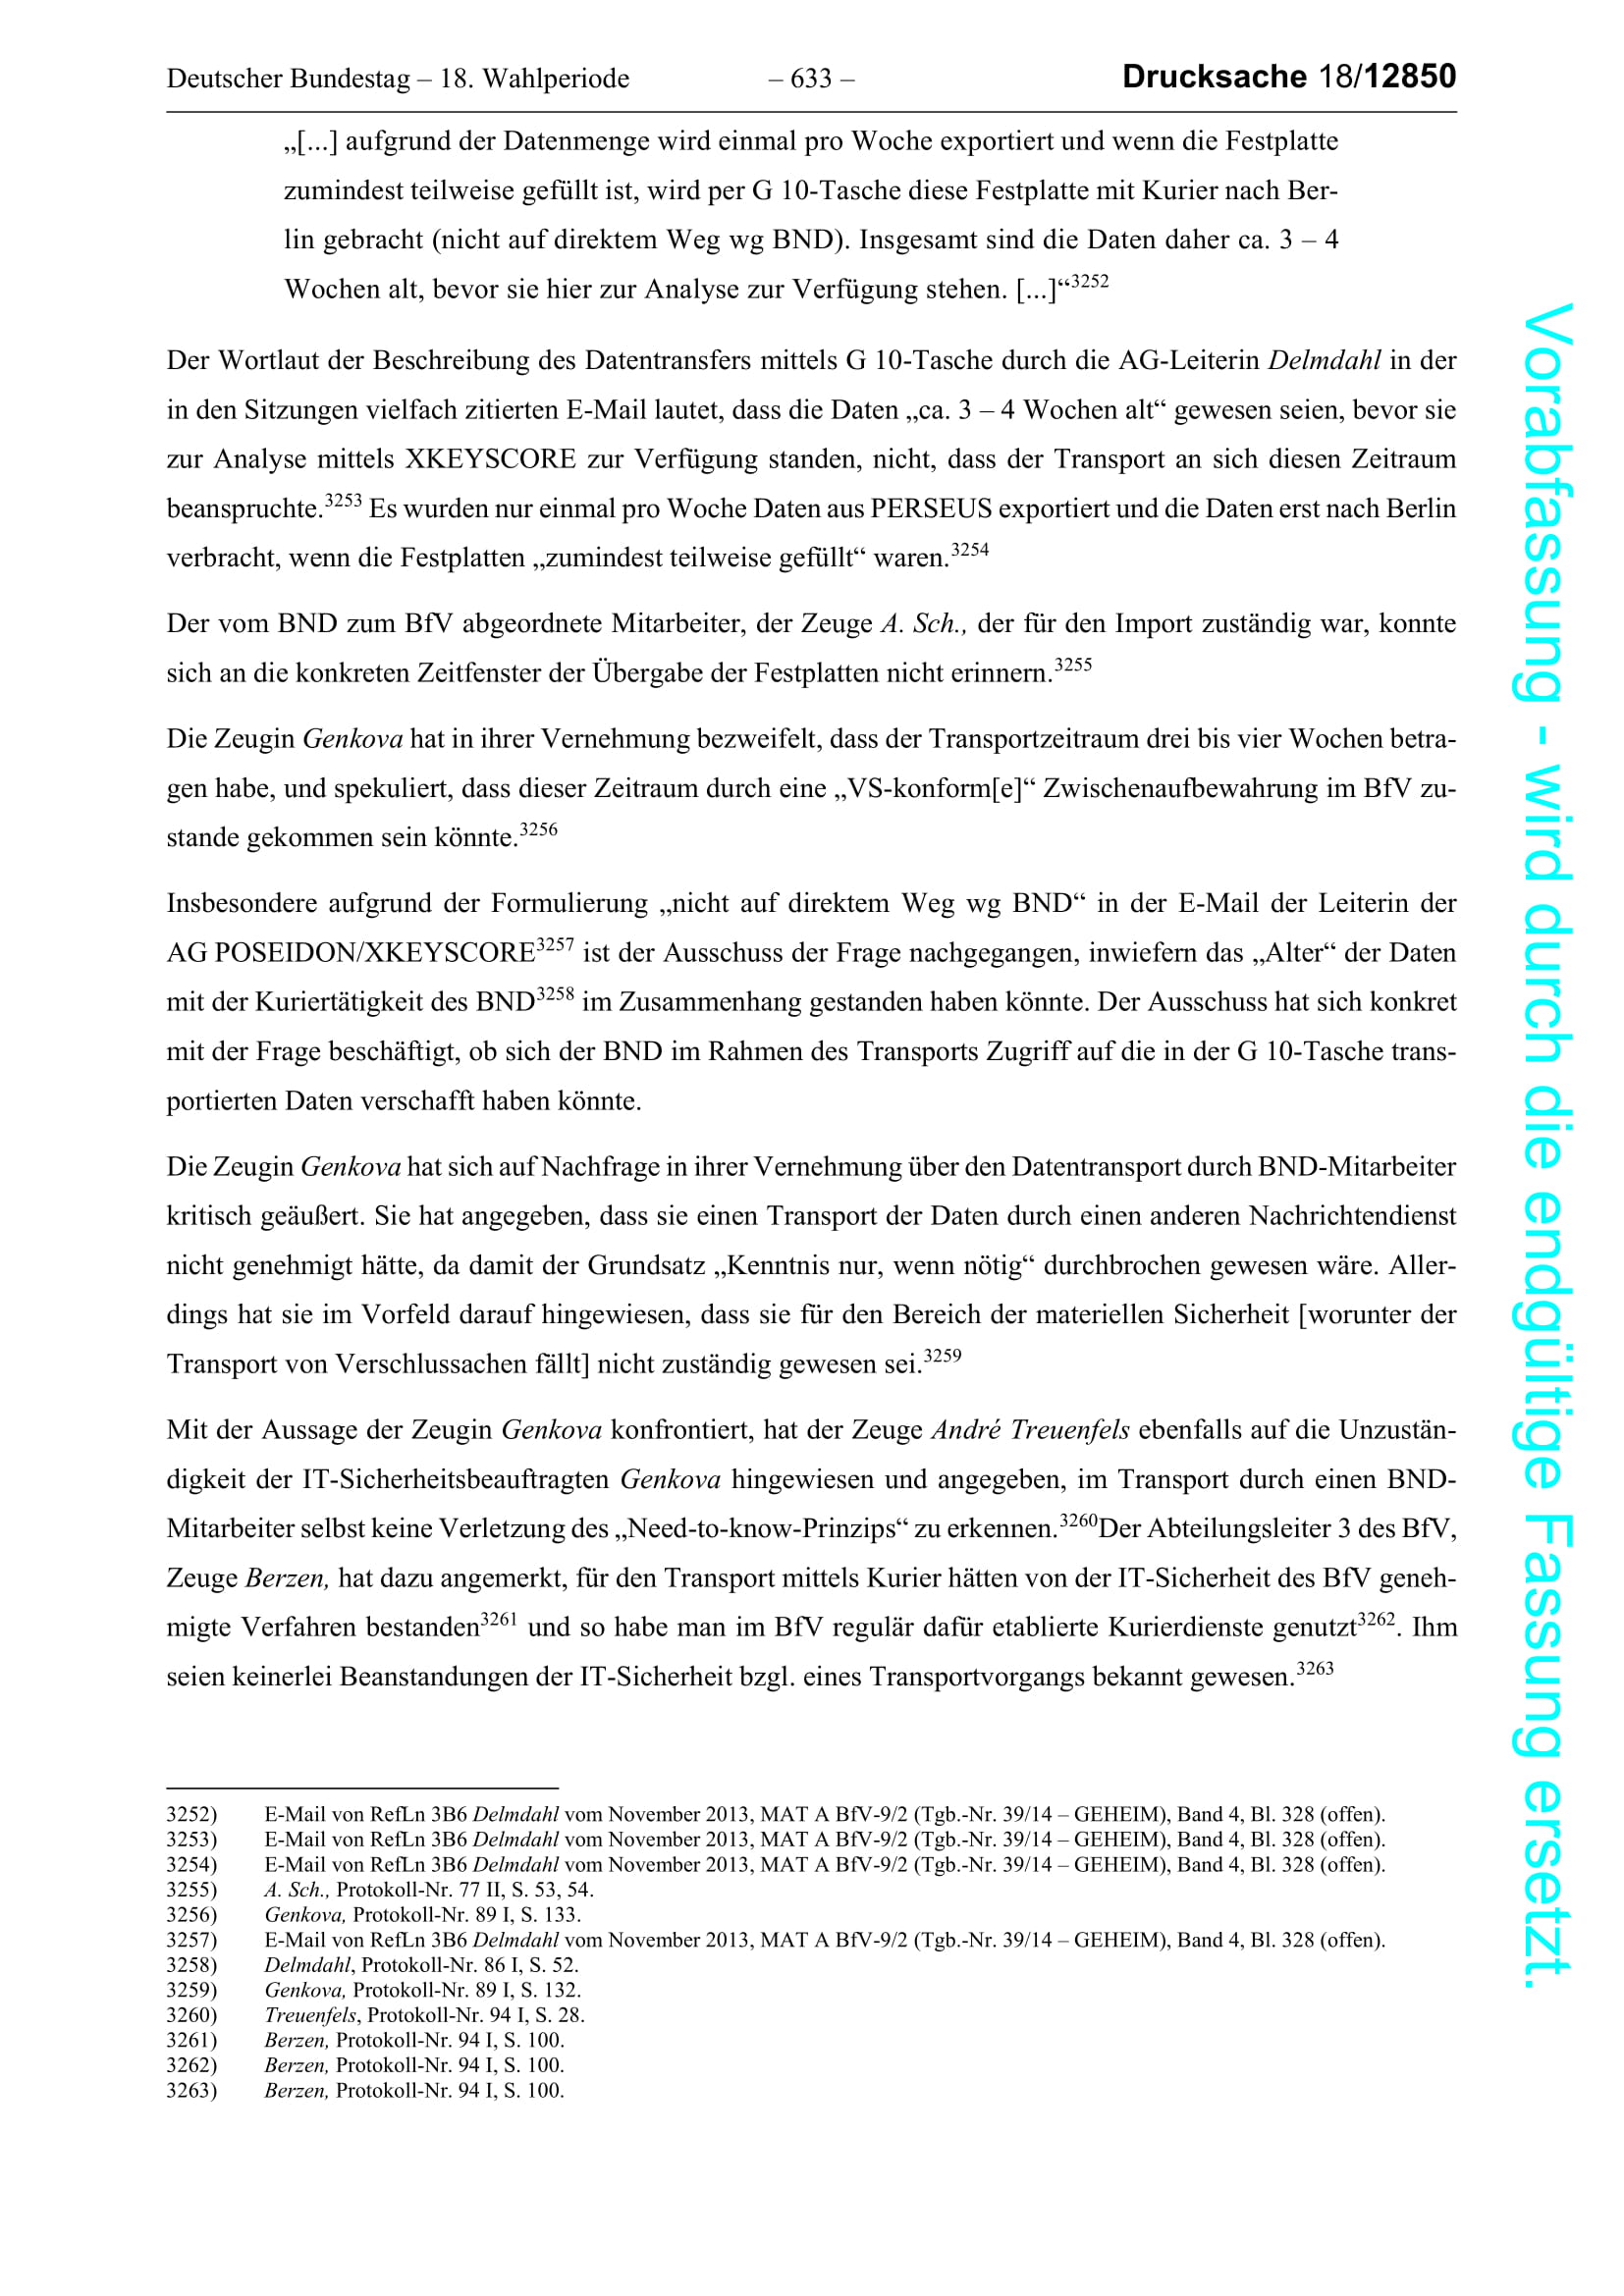 Deutscher Bundestag – 18. Wahlperiode – 633 – Drucksache 18/12850
„[...] aufgrund der Datenmenge wird einmal pro Woche exportiert und wenn die Festplatte
zumindest teilweise gefüllt ist, wird per G 10-Tasche diese Festplatte mit Kurier nach Ber-
lin gebracht (nicht auf direktem Weg wg BND). Insgesamt sind die Daten daher ca. 3 – 4
Wochen alt, bevor sie hier zur Analyse zur Verfügung stehen. [...]“3252
Der Wortlaut der Beschreibung des Datentransfers mittels G 10-Tasche durch die AG-Leiterin Delmdahl in der
in den Sitzungen vielfach zitierten E-Mail lautet, dass die Daten „ca. 3 – 4 Wochen alt“ gewesen seien, bevor sie
zur Analyse mittels XKEYSCORE zur Verfügung standen, nicht, dass der Transport an sich diesen Zeitraum
beanspruchte.3253 Es wurden nur einmal pro Woche Daten aus PERSEUS exportiert und die Daten erst nach Berlin
verbracht, wenn die Festplatten „zumindest teilweise gefüllt“ waren.3254
Der vom BND zum BfV abgeordnete Mitarbeiter, der Zeuge A. Sch., der für den Import zuständig war, konnte
sich an die konkreten Zeitfenster der Übergabe der Festplatten nicht erinnern.3255
Die Zeugin Genkova hat in ihrer Vernehmung bezweifelt, dass der Transportzeitraum drei bis vier Wochen betra-
gen habe, und spekuliert, dass dieser Zeitraum durch eine „VS-konform[e]“ Zwischenaufbewahrung im BfV zu-
stande gekommen sein könnte.3256
Insbesondere aufgrund der Formulierung „nicht auf direktem Weg wg BND“ in der E-Mail der Leiterin der
AG POSEIDON/XKEYSCORE3257 ist der Ausschuss der Frage nachgegangen, inwiefern das „Alter“ der Daten
mit der Kuriertätigkeit des BND3258 im Zusammenhang gestanden haben könnte. Der Ausschuss hat sich konkret
mit der Frage beschäftigt, ob sich der BND im Rahmen des Transports Zugriff auf die in der G 10-Tasche trans-
portierten Daten verschafft haben könnte.
Die Zeugin Genkova hat sich auf Nachfrage in ihrer Vernehmung über den Datentransport durch BND-Mitarbeiter
kritisch geäußert. Sie hat angegeben, dass sie einen Transport der Daten durch einen anderen Nachrichtendienst
nicht genehmigt hätte, da damit der Grundsatz „Kenntnis nur, wenn nötig“ durchbrochen gewesen wäre. Aller-
dings hat sie im Vorfeld darauf hingewiesen, dass sie für den Bereich der materiellen Sicherheit [worunter der
Transport von Verschlussachen fällt] nicht zuständig gewesen sei.3259
Mit der Aussage der Zeugin Genkova konfrontiert, hat der Zeuge André Treuenfels ebenfalls auf die Unzustän-
digkeit der IT-Sicherheitsbeauftragten Genkova hingewiesen und angegeben, im Transport durch einen BND-
Mitarbeiter selbst keine Verletzung des „Need-to-know-Prinzips“ zu erkennen.3260Der Abteilungsleiter 3 des BfV,
Zeuge Berzen, hat dazu angemerkt, für den Transport mittels Kurier hätten von der IT-Sicherheit des BfV geneh-
migte Verfahren bestanden3261 und so habe man im BfV regulär dafür etablierte Kurierdienste genutzt3262. Ihm
seien keinerlei Beanstandungen der IT-Sicherheit bzgl. eines Transportvorgangs bekannt gewesen.3263
3252) E-Mail von RefLn 3B6 Delmdahl vom November 2013, MAT A BfV-9/2 (Tgb.-Nr. 39/14 – GEHEIM), Band 4, Bl. 328 (offen).
3253) E-Mail von RefLn 3B6 Delmdahl vom November 2013, MAT A BfV-9/2 (Tgb.-Nr. 39/14 – GEHEIM), Band 4, Bl. 328 (offen).
3254) E-Mail von RefLn 3B6 Delmdahl vom November 2013, MAT A BfV-9/2 (Tgb.-Nr. 39/14 – GEHEIM), Band 4, Bl. 328 (offen).
3255) A. Sch., Protokoll-Nr. 77 II, S. 53, 54.
3256) Genkova, Protokoll-Nr. 89 I, S. 133.
3257) E-Mail von RefLn 3B6 Delmdahl vom November 2013, MAT A BfV-9/2 (Tgb.-Nr. 39/14 – GEHEIM), Band 4, Bl. 328 (offen).
3258) Delmdahl, Protokoll-Nr. 86 I, S. 52.
3259) Genkova, Protokoll-Nr. 89 I, S. 132.
3260) Treuenfels, Protokoll-Nr. 94 I, S. 28.
3261) Berzen, Protokoll-Nr. 94 I, S. 100.
3262) Berzen, Protokoll-Nr. 94 I, S. 100.
3263) Berzen, Protokoll-Nr. 94 I, S. 100.
Vorabfassung - wird durch die endgültige Fassung ersetzt.